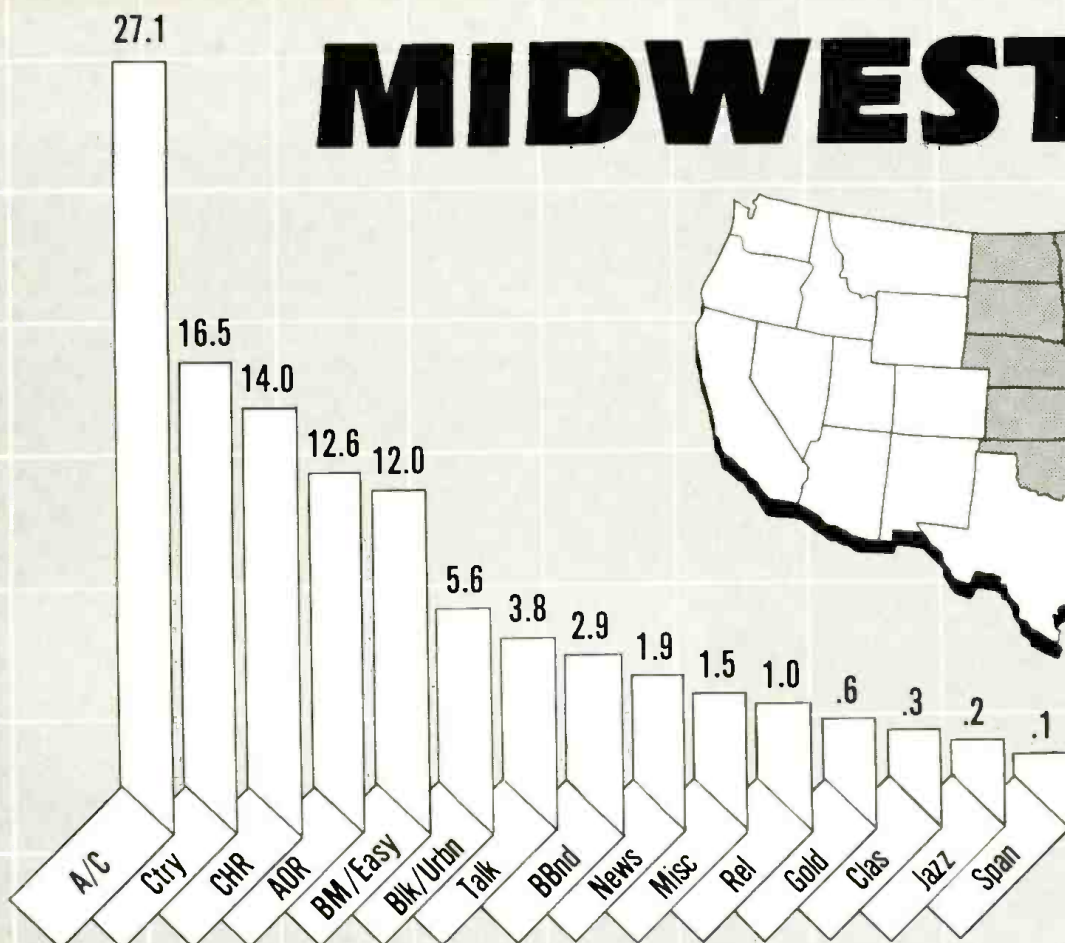 27.1
MIDWEST
16.5
14.0
12.6
12.0
5.6
3.8
2.9
1.9
1.5
1.0
.6
.3
.2
.1
A/C
Ctry
CHR
AOR
BM/Easy
Blk/Urbn
Talk
BBnd
News
Misc
Rel
Gold
Clas
Jazz
Span